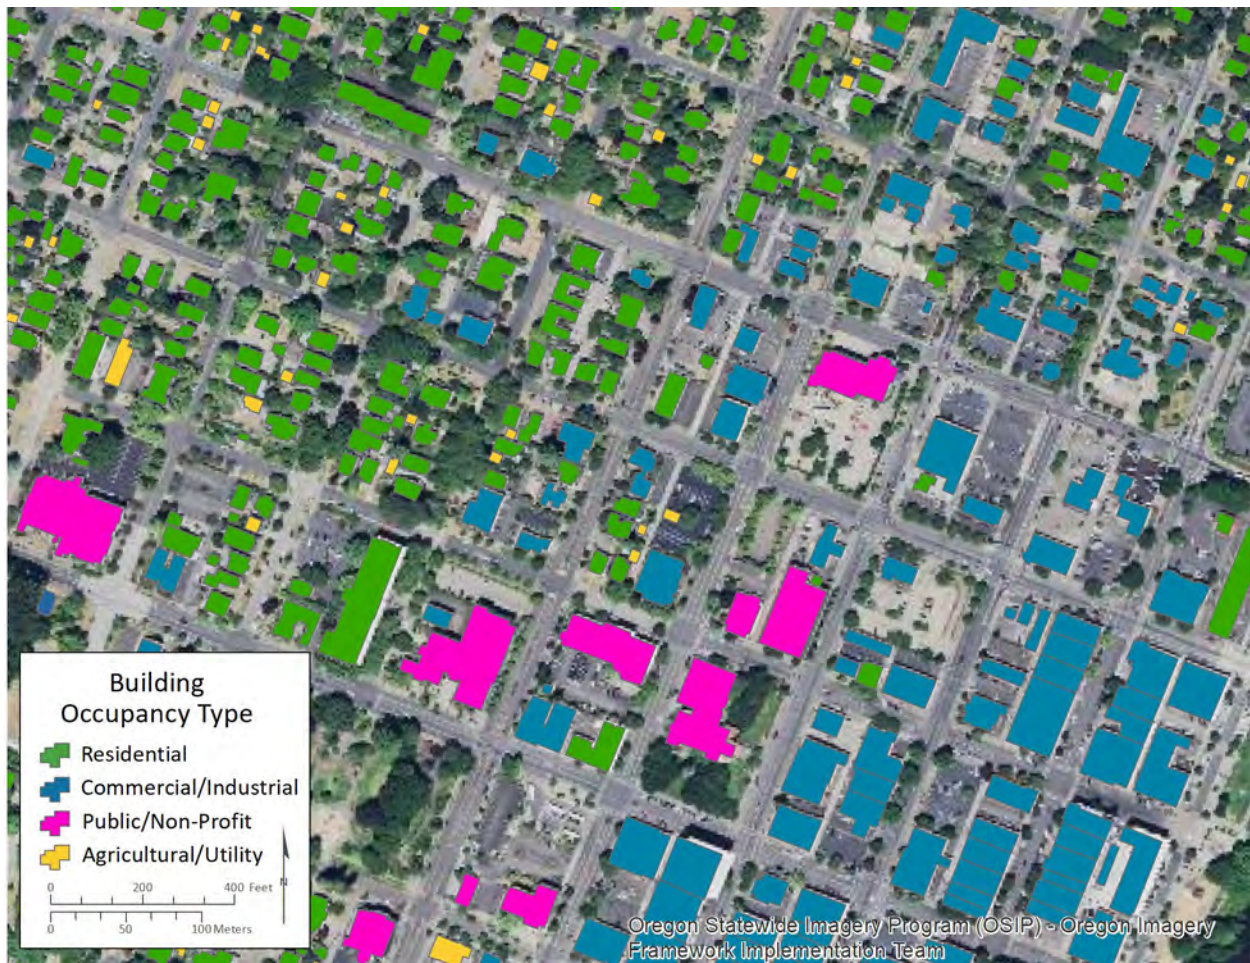 Building
Occupancy Type
Residential
Commercial/Industrial
Public/Non-Profit
Agricultural/Utility
0 200 400 Feet
N
0 50 100 Meters
Oregon Statewide Imagery Program (OSIP) - Oregon Imagery
Framework Implementation Team